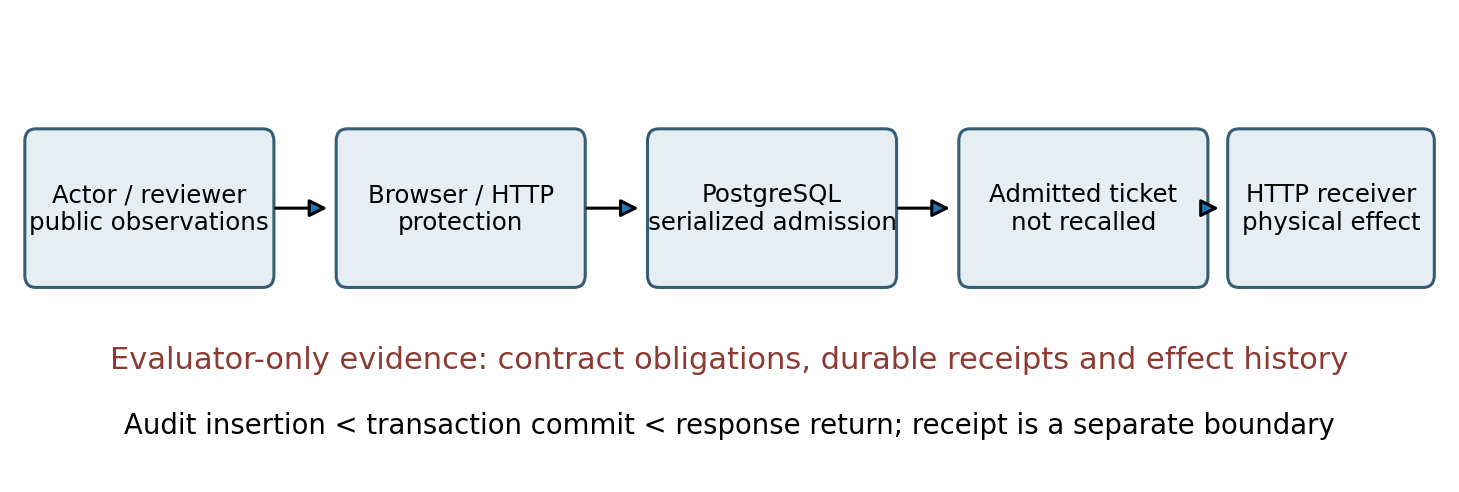 Actor / reviewer
public observations
Browser / HTTP
protection
PostgreSQL
serialized admission
Admitted ticket
not recalled
HTTP receiver
physical effect
Evaluator-only evidence: contract obligations, durable receipts and effect history
Audit insertion < transaction commit < response return; receipt is a separate boundary